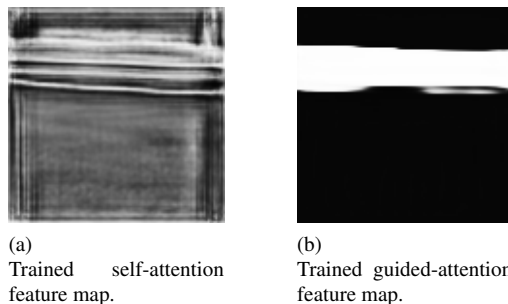 (a)
Trained self-attention
feature map.
(b)
Trained guided-attention
feature map.